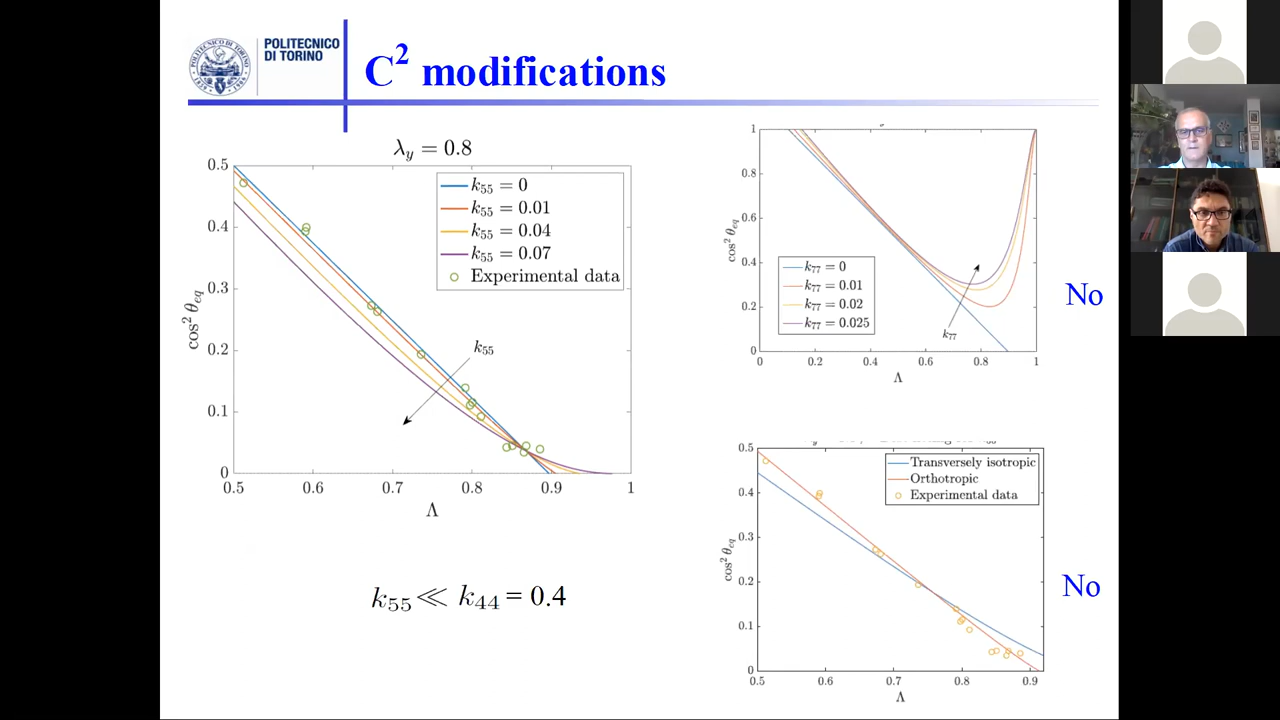 POLITECNICO
DI TORINO
C² modifications
λy = 0.8
0.5
0.4
0.3
0.2
0.1
0
cos² θeq
k55 = 0
k55 = 0.01
k55 = 0.04
k55 = 0.07
Experimental data
k55
0.5 0.6 0.7 0.8 0.9 1
Λ
k55 ≪ k44 = 0.4
1
0.8
0.6
0.4
0.2
0
cos² θeq
k77 = 0
k77 = 0.01
k77 = 0.02
k77 = 0.025
k77
0 0.2 0.4 0.6 0.8 1
Λ
No
0.5
0.4
0.3
0.2
0.1
0
cos² θeq
Transversely isotropic
Orthotropic
Experimental data
0.5 0.6 0.7 0.8 0.9
Λ
No